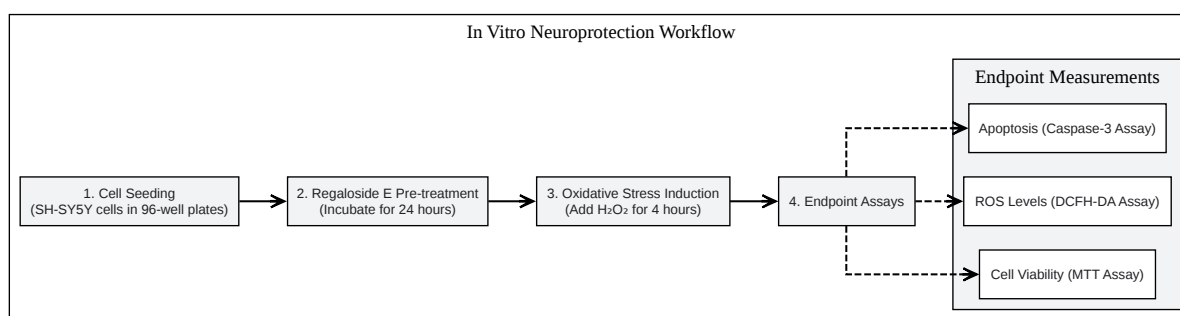 In Vitro Neuroprotection Workflow
Endpoint Measurements
Apoptosis (Caspase-3 Assay)
1. Cell Seeding
(SH-SY5Y cells in 96-well plates)
2. Regaloside E Pre-treatment
(Incubate for 24 hours)
3. Oxidative Stress Induction
(Add H₂O₂ for 4 hours)
4. Endpoint Assays
ROS Levels (DCFH-DA Assay)
Cell Viability (MTT Assay)